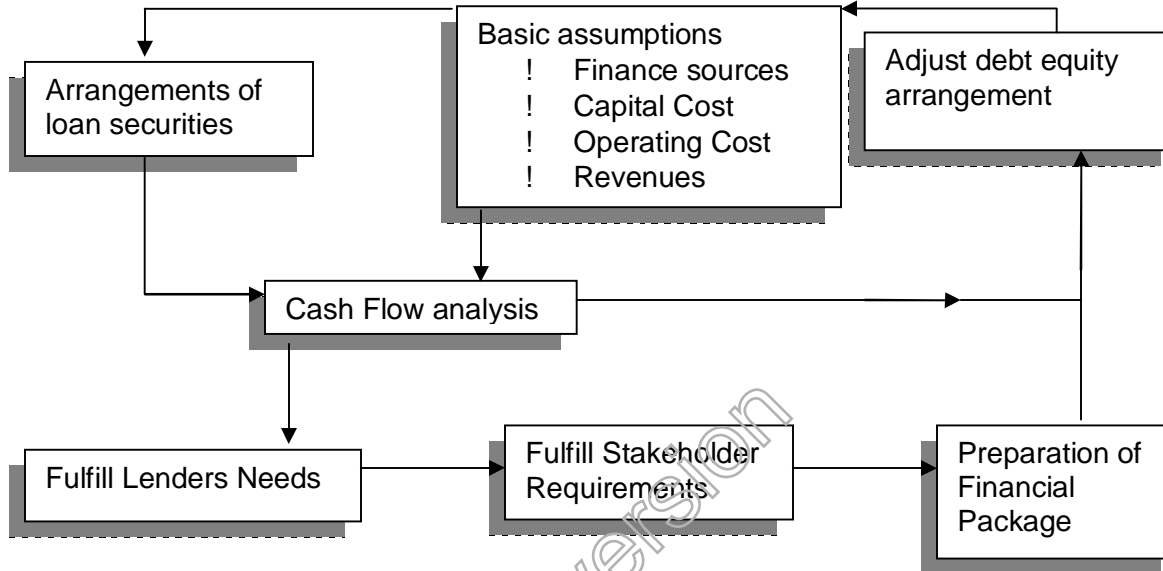 Basic assumptions
! Finance sources
! Capital Cost
! Operating Cost
! Revenues
Adjust debt equity
arrangement
Arrangements of
loan securities
Cash Flow analysis
Fulfill Lenders Needs
Fulfill Stakeholder
Requirements
Preparation of
Financial
Package
version